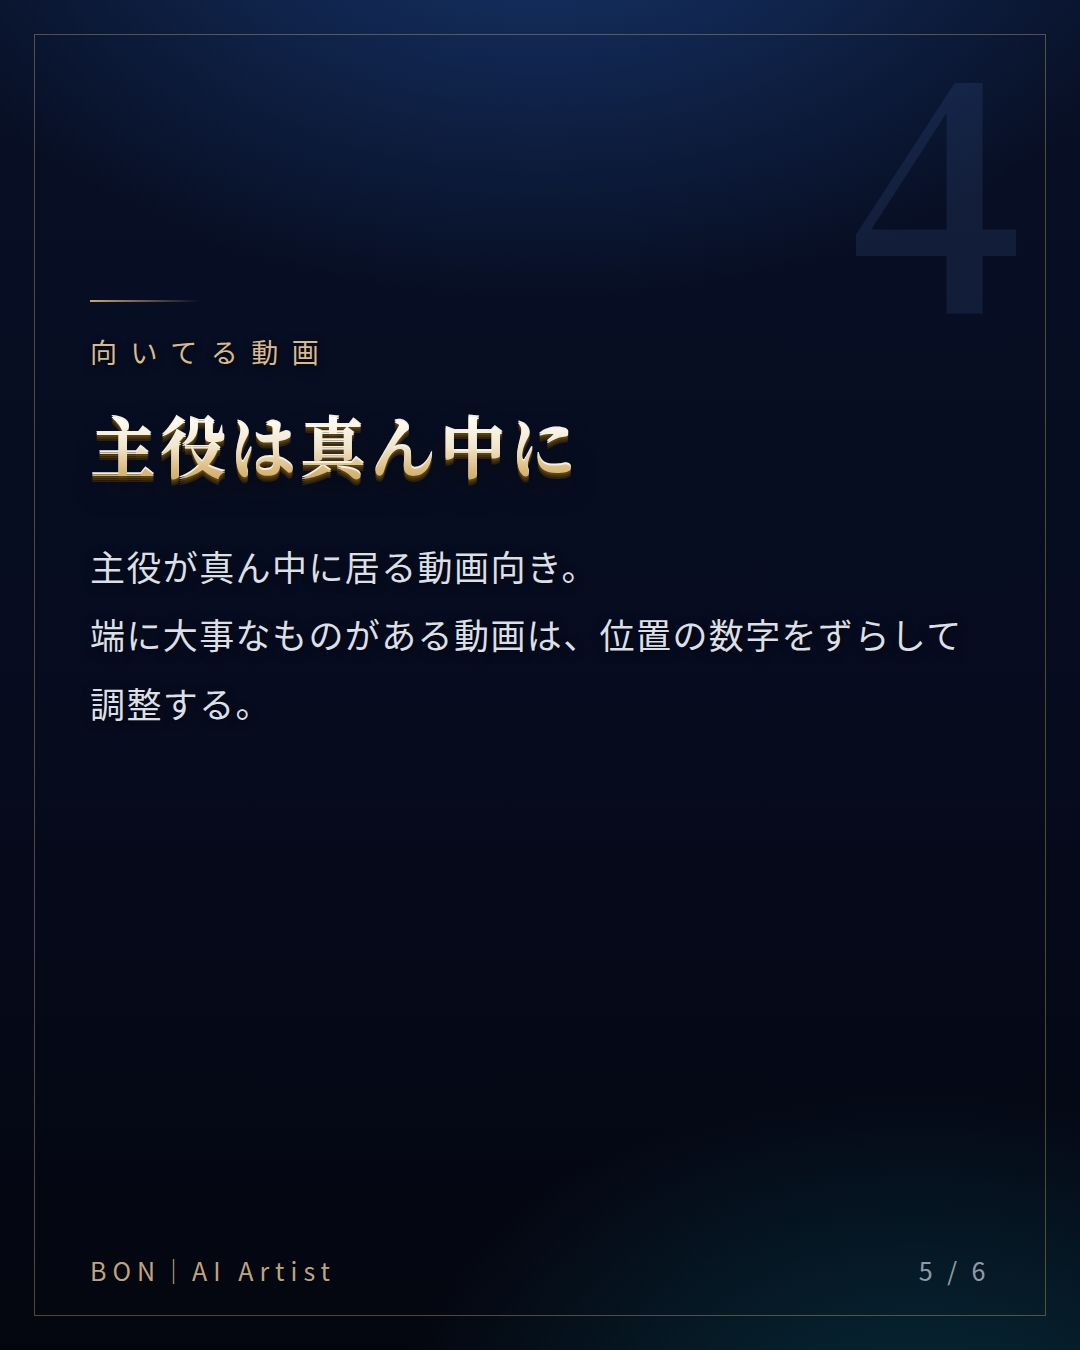 4
向いてる動画
主役は真ん中に
主役が真ん中に居る動画向き。
端に大事なものがある動画は、位置の数字をずらして
調整する。
BON｜AI Artist
5 / 6